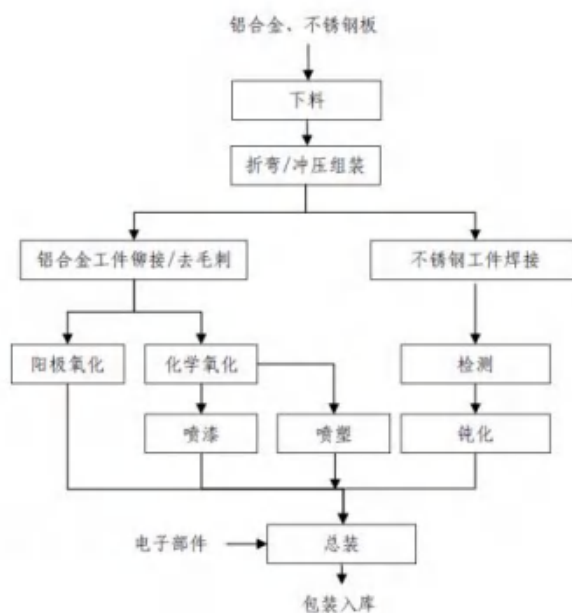 铝合金、不锈钢板
下料
折弯/冲压组装
铝合金工件铆接/去毛刺
不锈钢工件焊接
阳极氧化
化学氧化
检测
喷漆
喷塑
钝化
电子部件
总装
包装入库